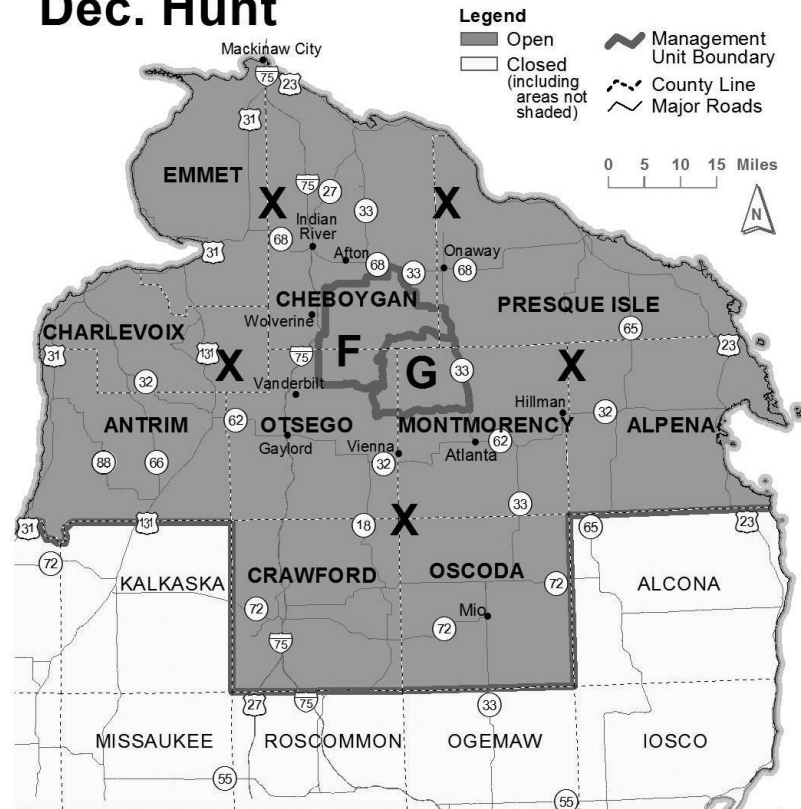 Dec. Hunt
Legend
Open
Closed
(including
areas not
shaded)
Management
Unit Boundary
County Line
Major Roads
0 5 10 15 Miles
N
Mackinaw City
75
23
31
EMMET
X
75
27
33
X
Indian
River
68
31
Afton
68
33
Onaway
68
CHEBOYGAN
PRESQUE ISLE
Wolverine
CHARLEVOIX
65
31
131
X
75
F
G
33
X
23
32
Vanderbilt
Hillman
32
62
ANTRIM
OTSEGO
MONTMORENCY
ALPENA
Gaylord
Vienna
62
Atlanta
88
66
32
33
31
131
18
X
65
23
72
KALKASKA
CRAWFORD
OSCODA
72
ALCONA
72
Mio
72
75
27
75
33
MISSAUKEE
ROSCOMMON
OGEMAW
IOSCO
55
55